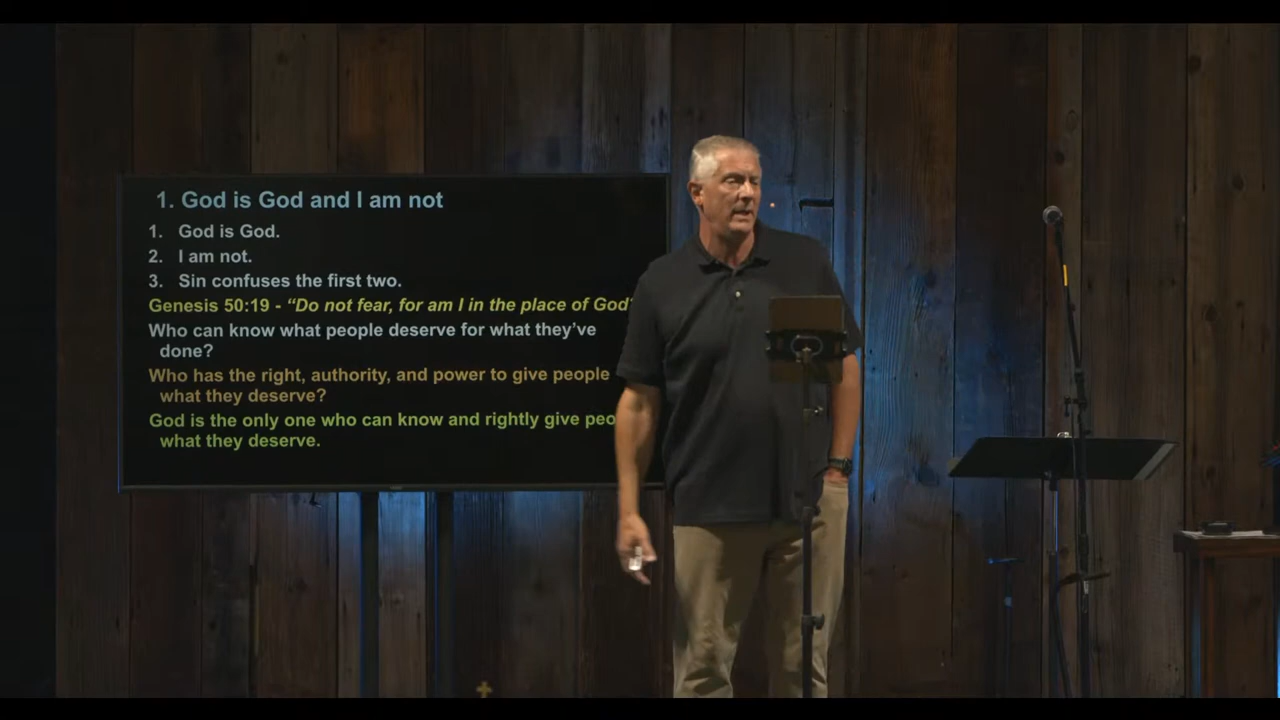 1. God is God and I am not
1. God is God.
2. I am not.
3. Sin confuses the first two.
Genesis 50:19 - “Do not fear, for am I in the place of God
Who can know what people deserve for what they’ve
done?
Who has the right, authority, and power to give people
what they deserve?
God is the only one who can know and rightly give peo
what they deserve.